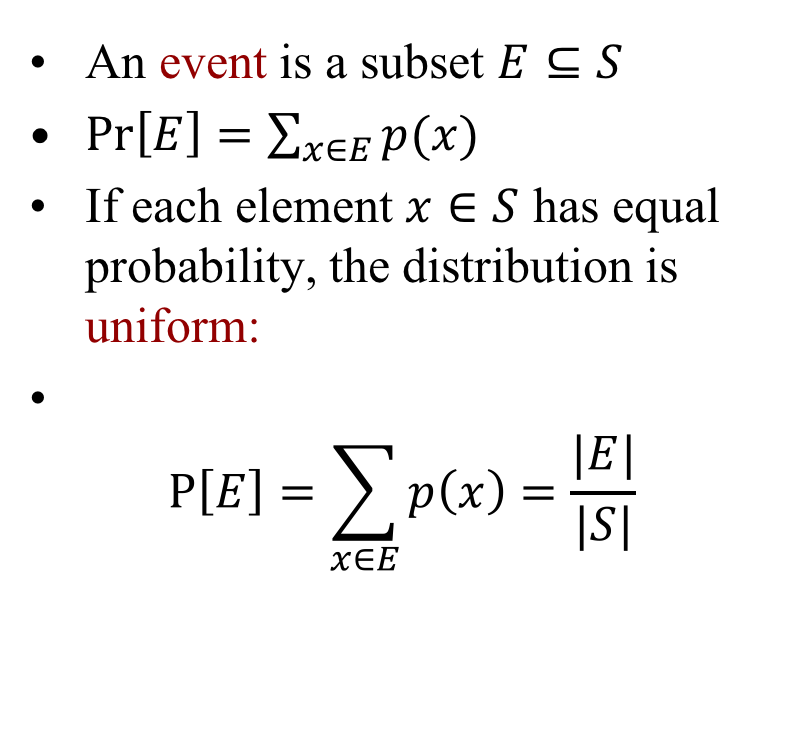 • An event is a subset 𝐸 ⊆ 𝑆
• Pr[𝐸] = ∑𝑥∈𝐸 𝑝(𝑥)
• If each element 𝑥 ∈ 𝑆 has equal
probability, the distribution is
uniform:
•
P[𝐸] = ∑𝑥∈𝐸 𝑝(𝑥) = |𝐸|/|𝑆|